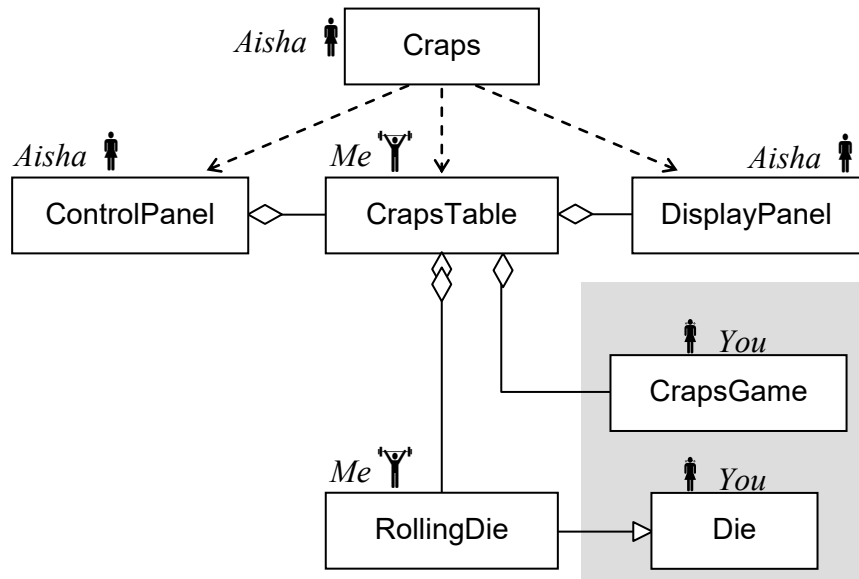 Aisha
Craps
Aisha
Me
Aisha
ControlPanel
CrapsTable
DisplayPanel
You
CrapsGame
Me
You
RollingDie
Die